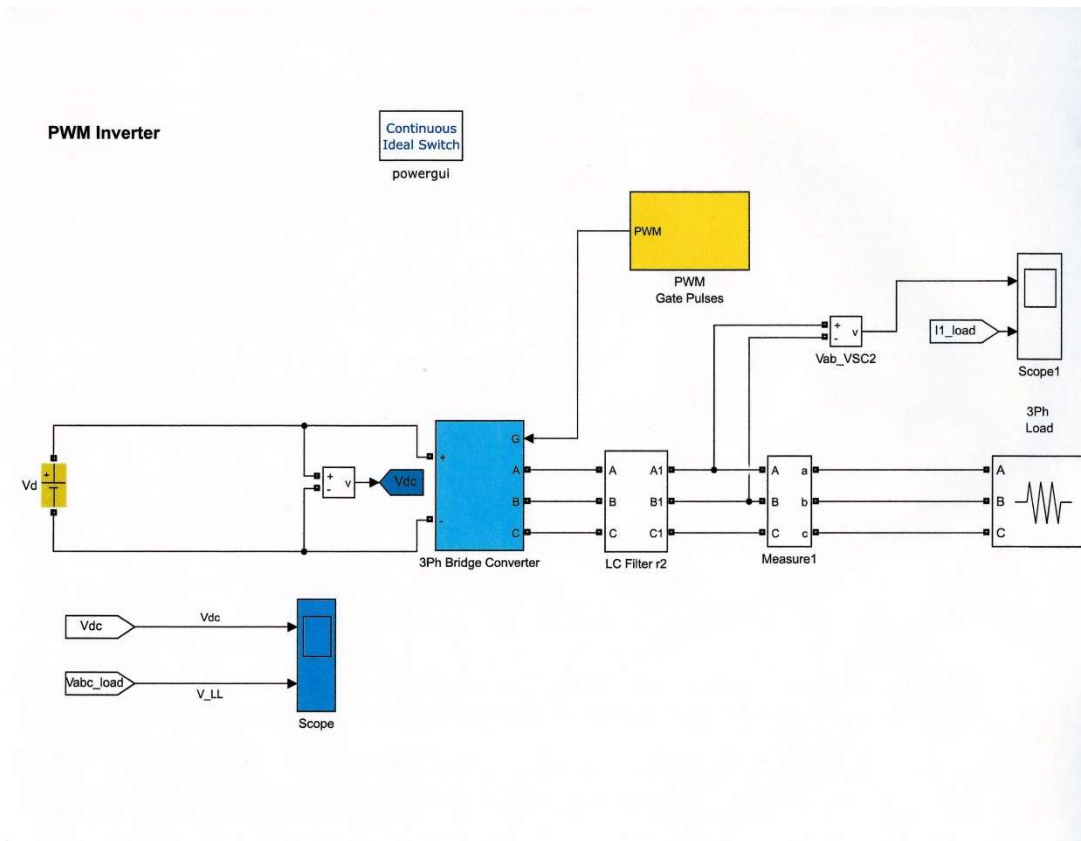 PWM Inverter
Continuous
Ideal Switch
powergui
PWM
PWM
Gate Pulses
+
-
v
Vab_VSC2
I1_load
Scope1
3Ph
Load
Vd
+
+
-
v
Vdc
+
-
G
A
B
C
3Ph Bridge Converter
A
B
C
A1
B1
C1
LC Filter r2
A
B
C
a
b
c
Measure1
A
B
C
Vdc
Vdc
Vabc_load
V_LL
Scope